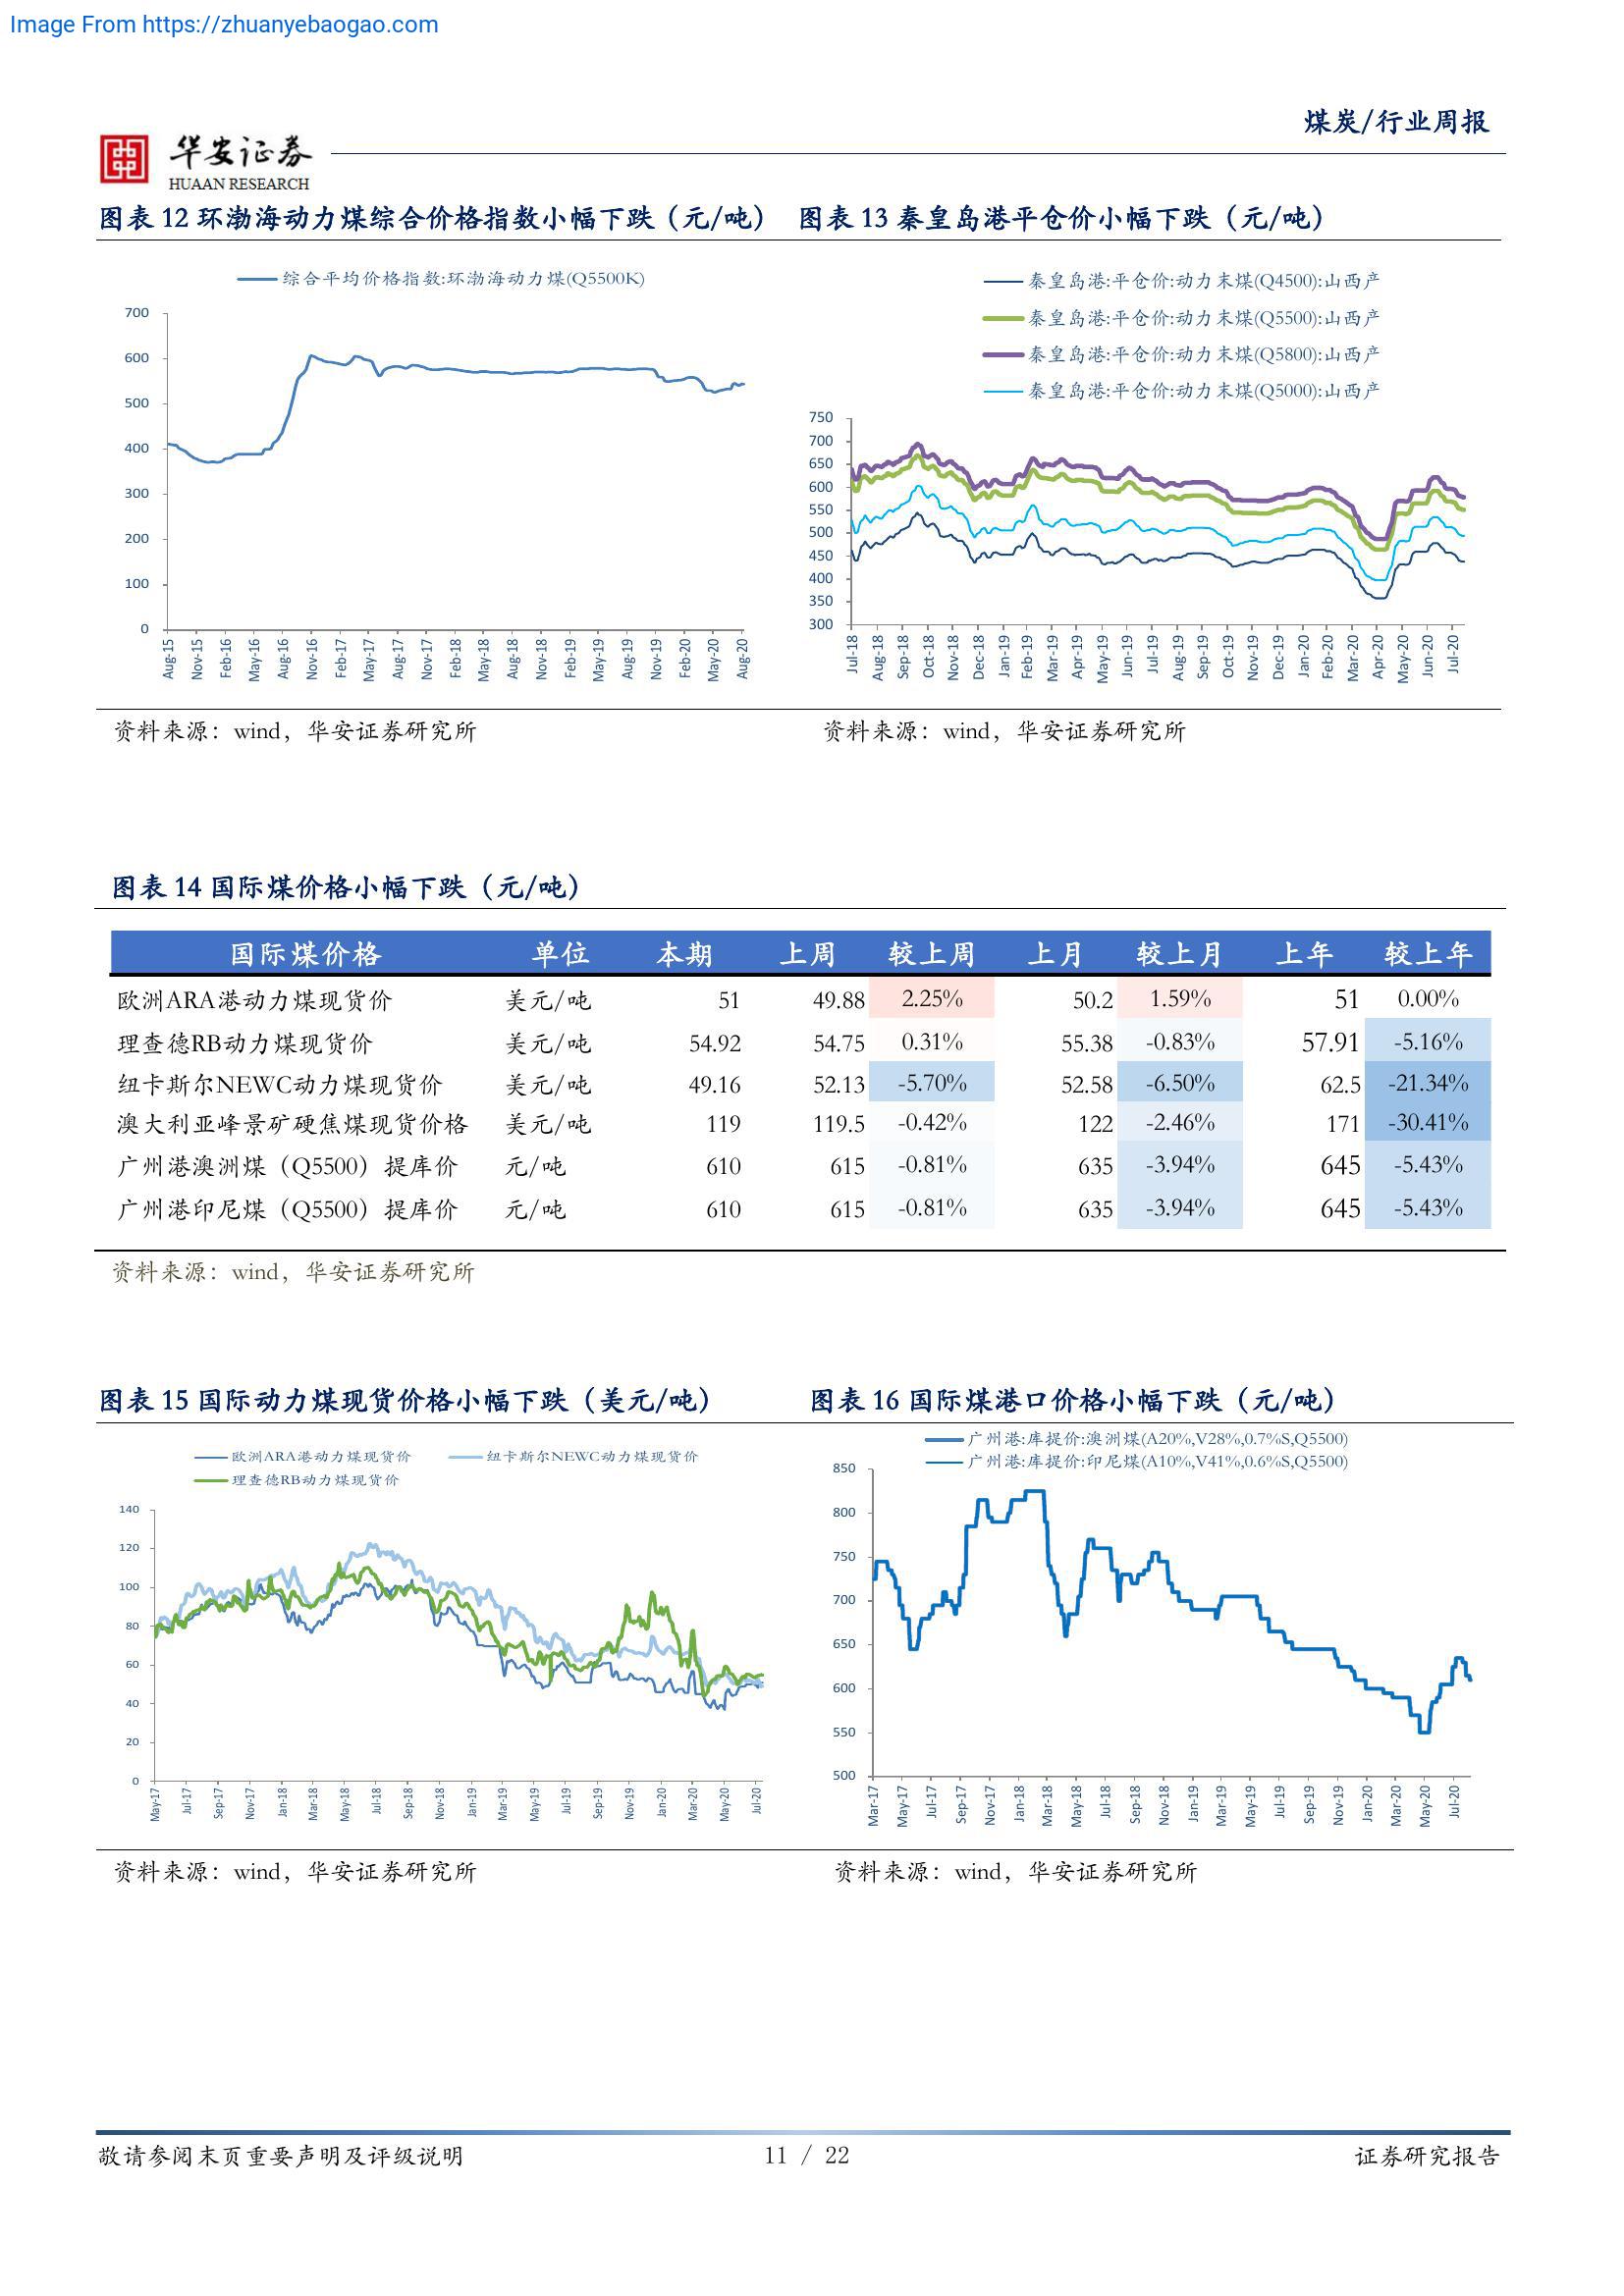 Image From https://zhuanyebaogao.com
煤炭/行业周报
华安证券
HUAAN RESEARCH
图表 12 环渤海动力煤综合价格指数小幅下跌（元/吨）
综合平均价格指数:环渤海动力煤(Q5500K)
700
600
500
400
300
200
100
0
Aug-15 Nov-15 Feb-16 May-16 Aug-16 Nov-16 Feb-17 May-17 Aug-17 Nov-17 Feb-18 May-18 Aug-18 Nov-18 Feb-19 May-19 Aug-19 Nov-19 Feb-20 May-20 Aug-20
资料来源：wind，华安证券研究所
图表 13 秦皇岛港平仓价小幅下跌（元/吨）
秦皇岛港:平仓价:动力末煤(Q4500):山西产
秦皇岛港:平仓价:动力末煤(Q5500):山西产
秦皇岛港:平仓价:动力末煤(Q5800):山西产
秦皇岛港:平仓价:动力末煤(Q5000):山西产
750
700
650
600
550
500
450
400
350
300
Jul-18 Aug-18 Sep-18 Oct-18 Nov-18 Dec-18 Jan-19 Feb-19 Mar-19 Apr-19 May-19 Jun-19 Jul-19 Aug-19 Sep-19 Oct-19 Nov-19 Dec-19 Jan-20 Feb-20 Mar-20 Apr-20 May-20 Jun-20 Jul-20
资料来源：wind，华安证券研究所
图表 14 国际煤价格小幅下跌（元/吨）
国际煤价格 单位 本期 上周 较上周 上月 较上月 上年 较上年
欧洲ARA港动力煤现货价 美元/吨 51 49.88 2.25% 50.2 1.59% 51 0.00%
理查德RB动力煤现货价 美元/吨 54.92 54.75 0.31% 55.38 -0.83% 57.91 -5.16%
纽卡斯尔NEWC动力煤现货价 美元/吨 49.16 52.13 -5.70% 52.58 -6.50% 62.5 -21.34%
澳大利亚峰景矿硬焦煤现货价格 美元/吨 119 119.5 -0.42% 122 -2.46% 171 -30.41%
广州港澳洲煤（Q5500）提库价 元/吨 610 615 -0.81% 635 -3.94% 645 -5.43%
广州港印尼煤（Q5500）提库价 元/吨 610 615 -0.81% 635 -3.94% 645 -5.43%
资料来源：wind，华安证券研究所
图表 15 国际动力煤现货价格小幅下跌（美元/吨）
欧洲ARA港动力煤现货价 纽卡斯尔NEWC动力煤现货价
理查德RB动力煤现货价
140
120
100
80
60
40
20
0
May-17 Jul-17 Sep-17 Nov-17 Jan-18 Mar-18 May-18 Jul-18 Sep-18 Nov-18 Jan-19 Mar-19 May-19 Jul-19 Sep-19 Nov-19 Jan-20 Mar-20 May-20 Jul-20
资料来源：wind，华安证券研究所
图表 16 国际煤港口价格小幅下跌（元/吨）
广州港:库提价:澳洲煤(A20%,V28%,0.7%S,Q5500)
广州港:库提价:印尼煤(A10%,V41%,0.6%S,Q5500)
850
800
750
700
650
600
550
500
Mar-17 May-17 Jul-17 Sep-17 Nov-17 Jan-18 Mar-18 May-18 Jul-18 Sep-18 Nov-18 Jan-19 Mar-19 May-19 Jul-19 Sep-19 Nov-19 Jan-20 Mar-20 May-20 Jul-20
资料来源：wind，华安证券研究所
敬请参阅末页重要声明及评级说明 11 / 22 证券研究报告